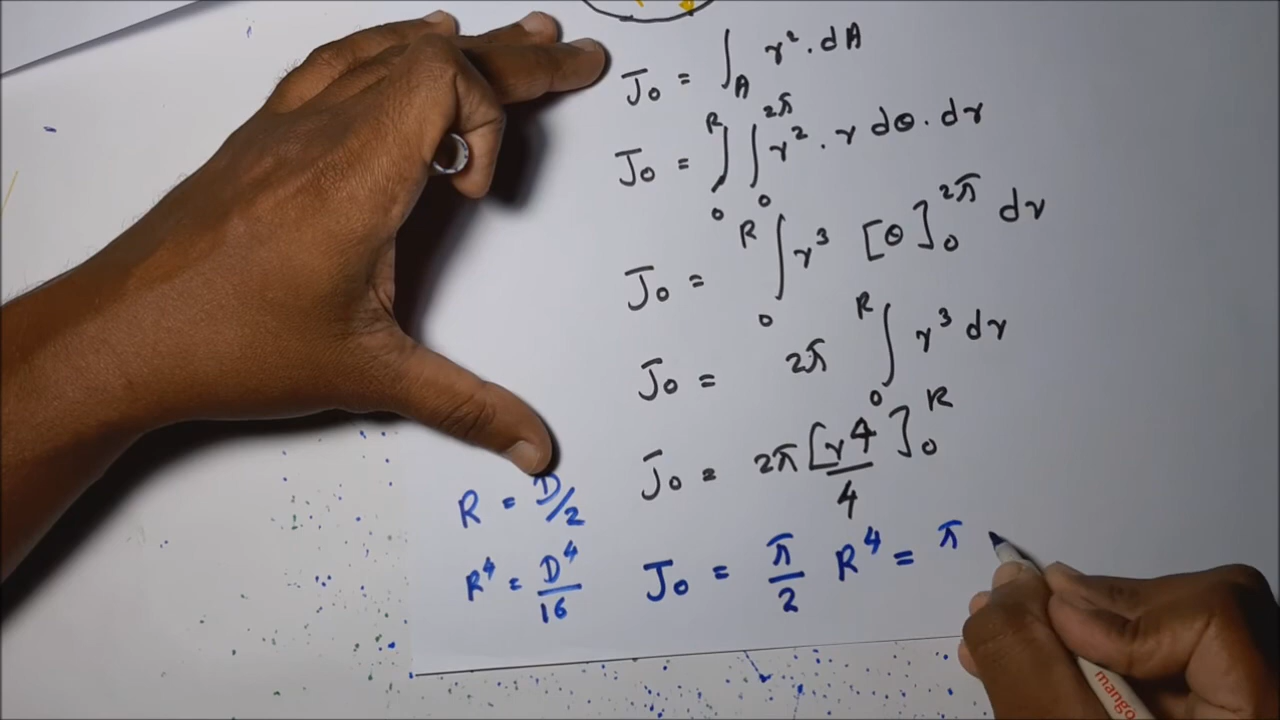 J₀ = ∫_A r². dA
J₀ = ∫₀^R ∫₀^2π r². r dθ. dr
J₀ = ∫₀^R r³ [θ]₀^2π dr
J₀ = 2π ∫₀^R r³ dr
J₀ = 2π [r⁴/4]₀^R
R = D/2
R⁴ = D⁴/16
J₀ = π/2 R⁴ = π
mango